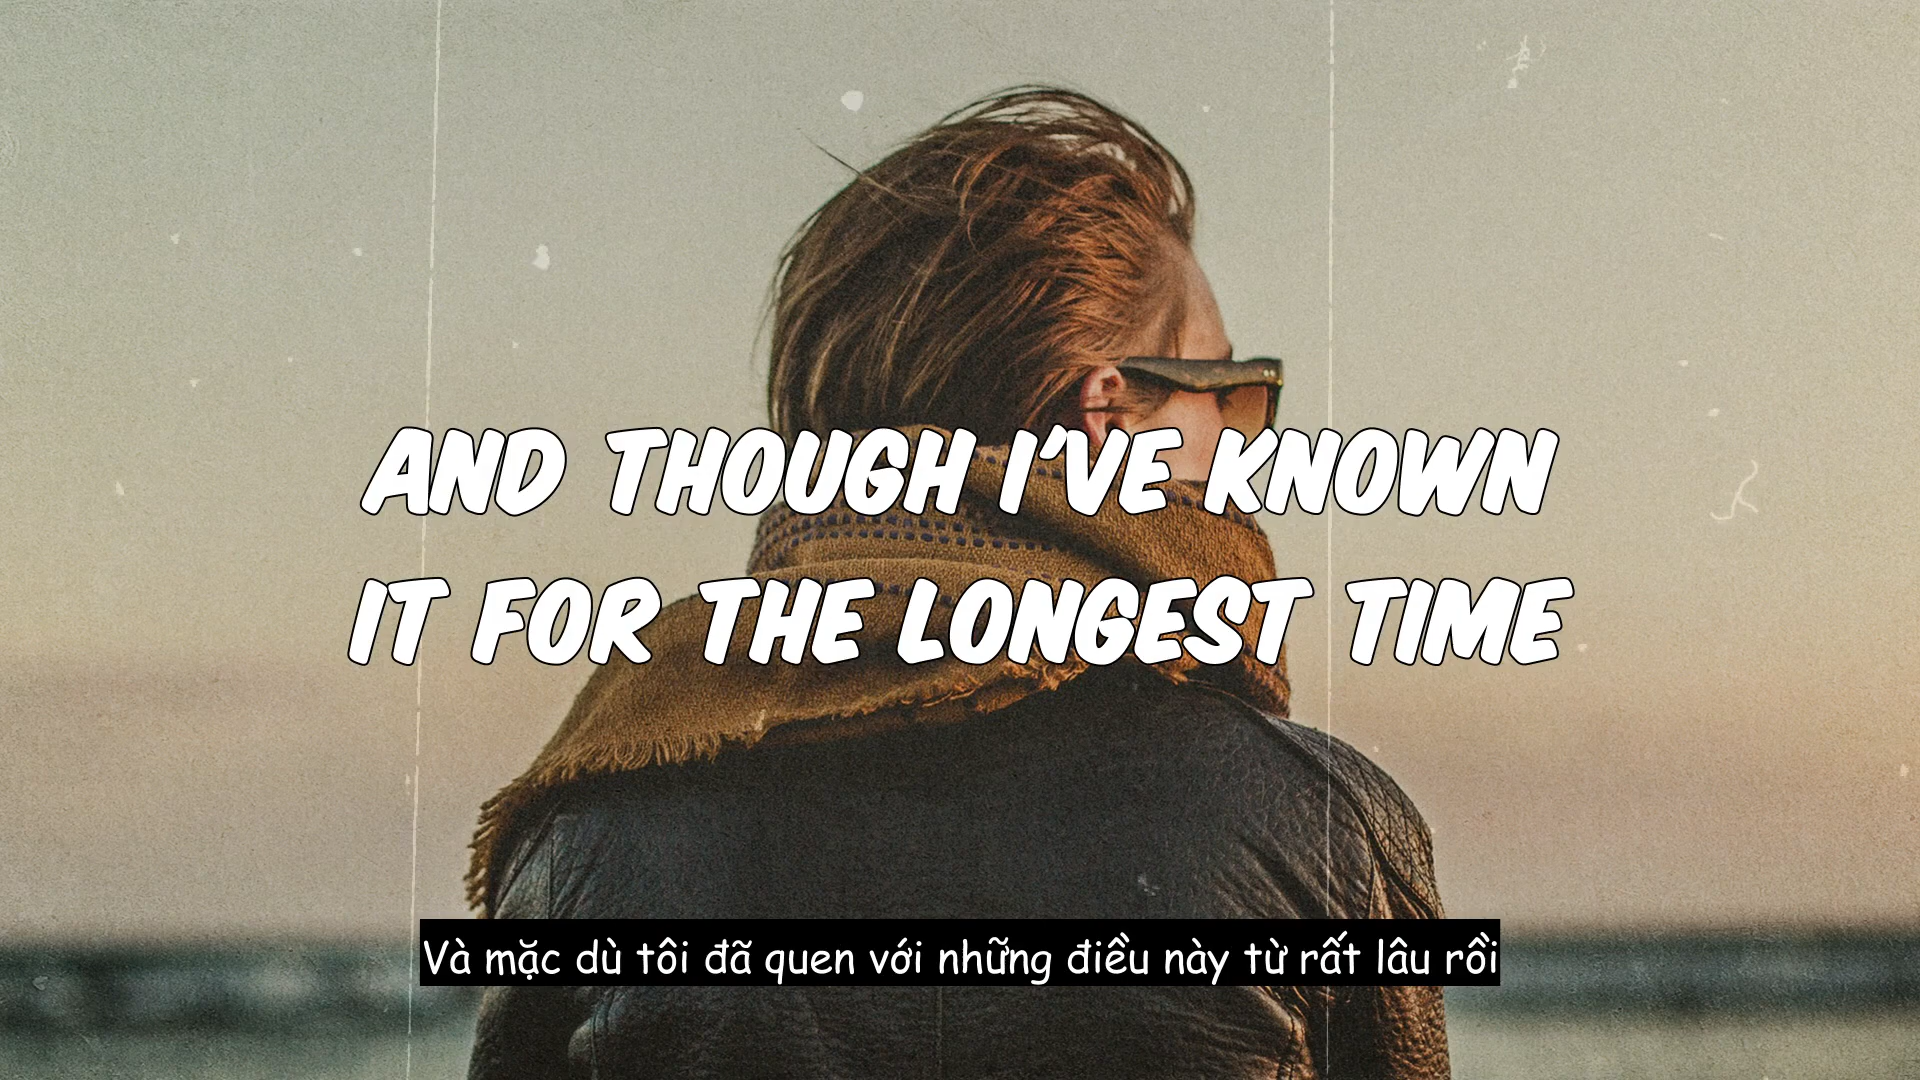 AND THOUGH I'VE KNOWN
IT FOR THE LONGEST TIME
Và mặc dù tôi đã quen với những điều này từ rất lâu rồi